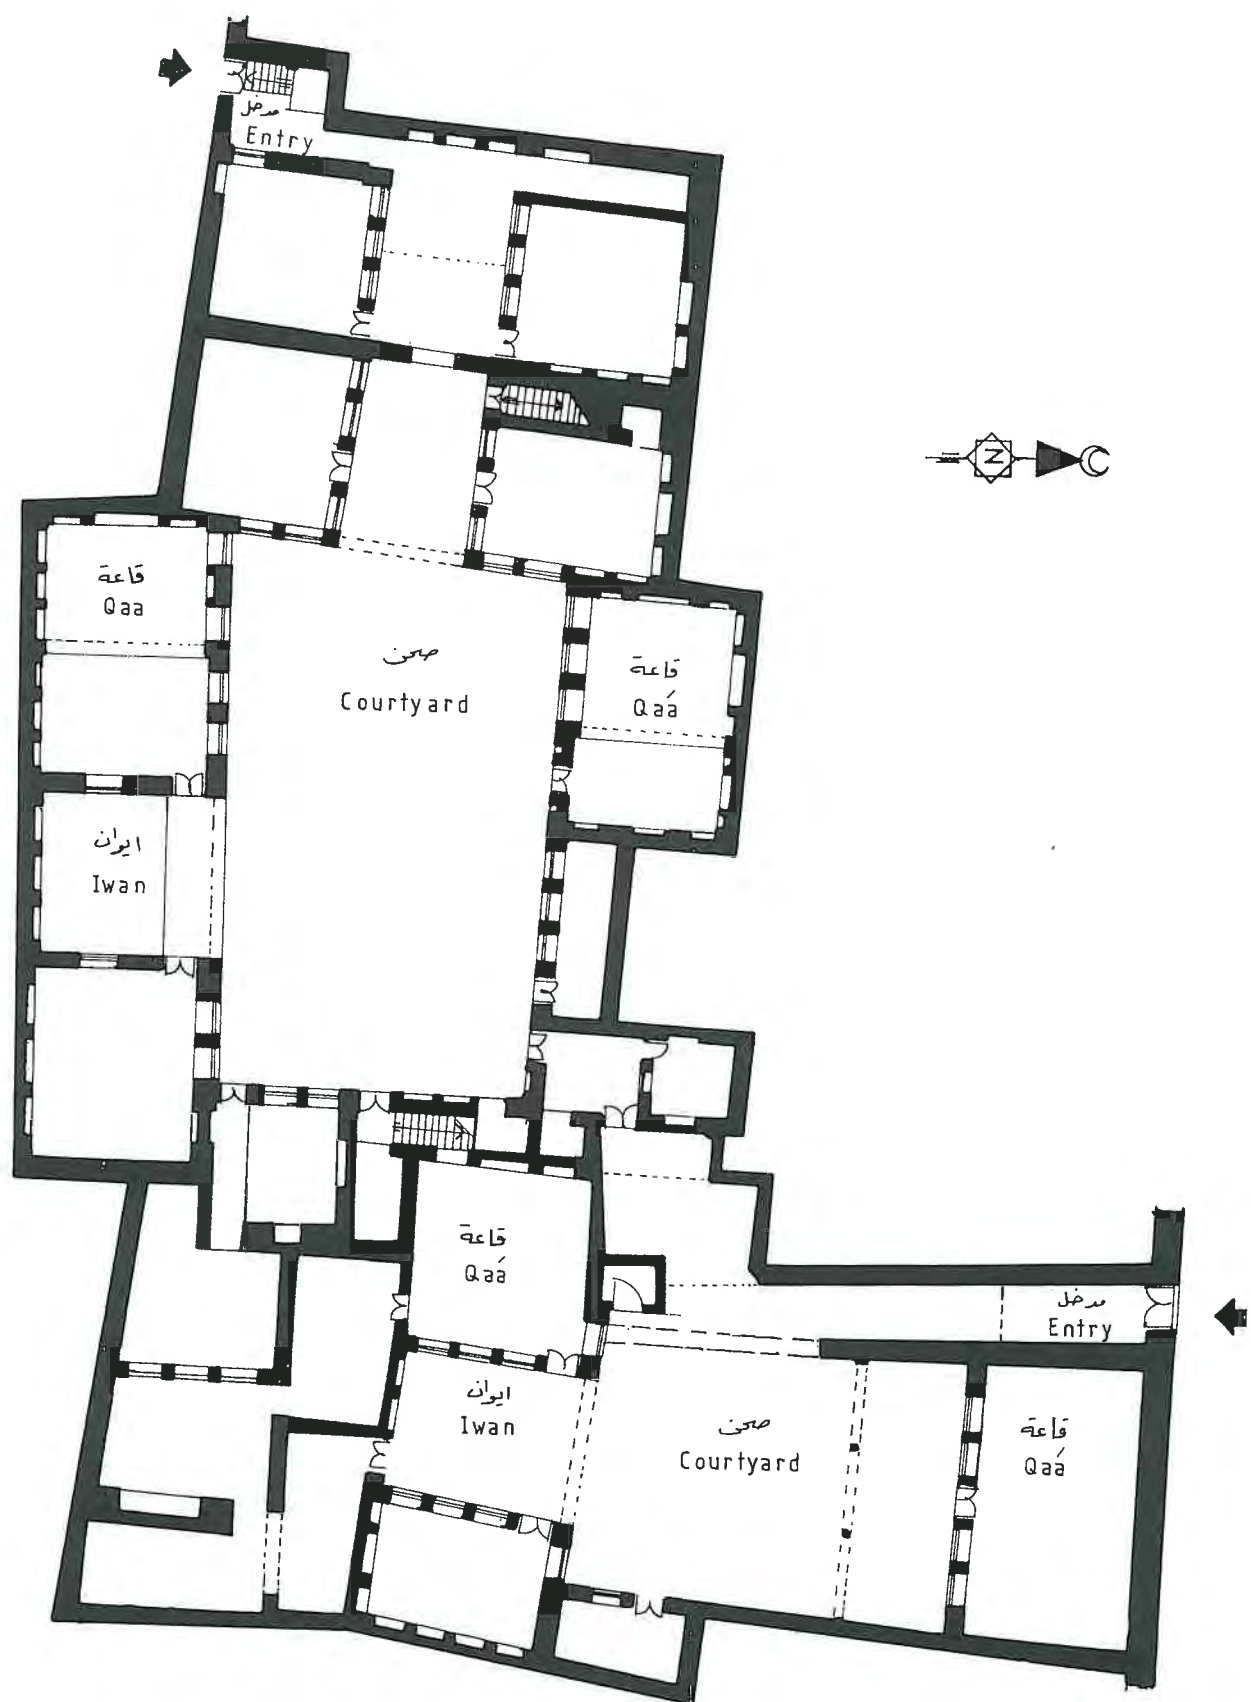 مدخل
Entry
N
قاعة
Qaa
صحن
Courtyard
قاعة
Qaá
ايوان
Iwan
قاعة
Qaá
مدخل
Entry
ايوان
Iwan
صحن
Courtyard
قاعة
Qaá